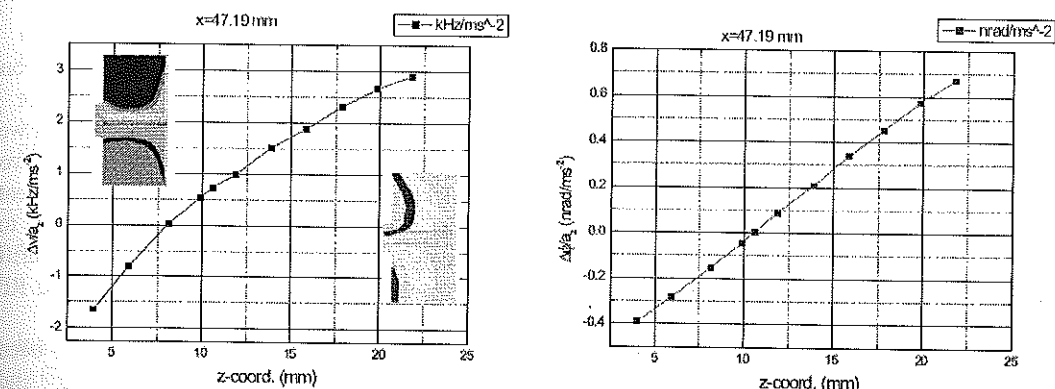 x=47.19 mm
kHz/ms^-2
3
2
1
0
-1
-2
5
10
15
20
25
z-coord. (mm)
Δν/a_z (kHz/ms^-2)
x=47.19 mm
nrad/ms^-2
0.8
0.6
0.4
0.2
0.0
-0.2
-0.4
5
10
15
20
25
z-coord. (mm)
Δϕ/a_z (nrad/ms^-2)